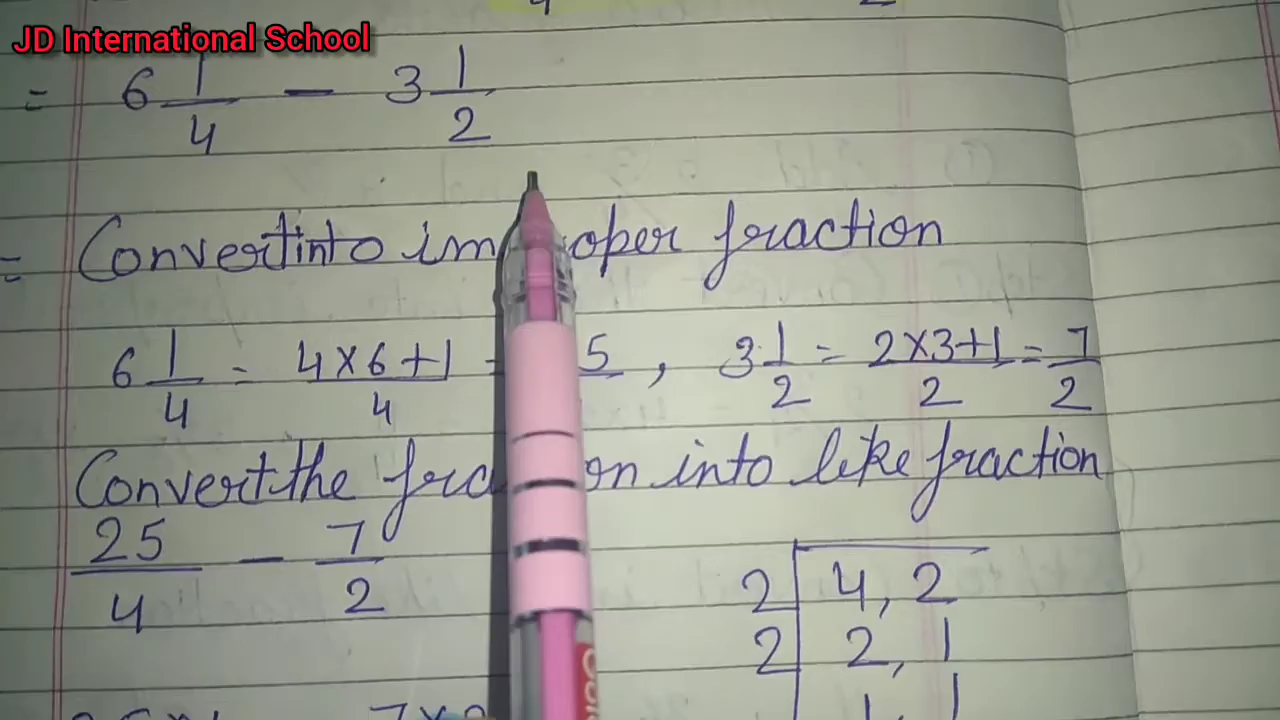 JD International School
= 6 1/4 - 3 1/2
= Convert into im oper fraction
6 1/4 = 4×6+1/4 = 5 , 3 1/2 = 2×3+1/2 = 7/2
Convert the fra on into like fraction
25/4 - 7/2
2 | 4, 2
2 | 2, 1
1, 1